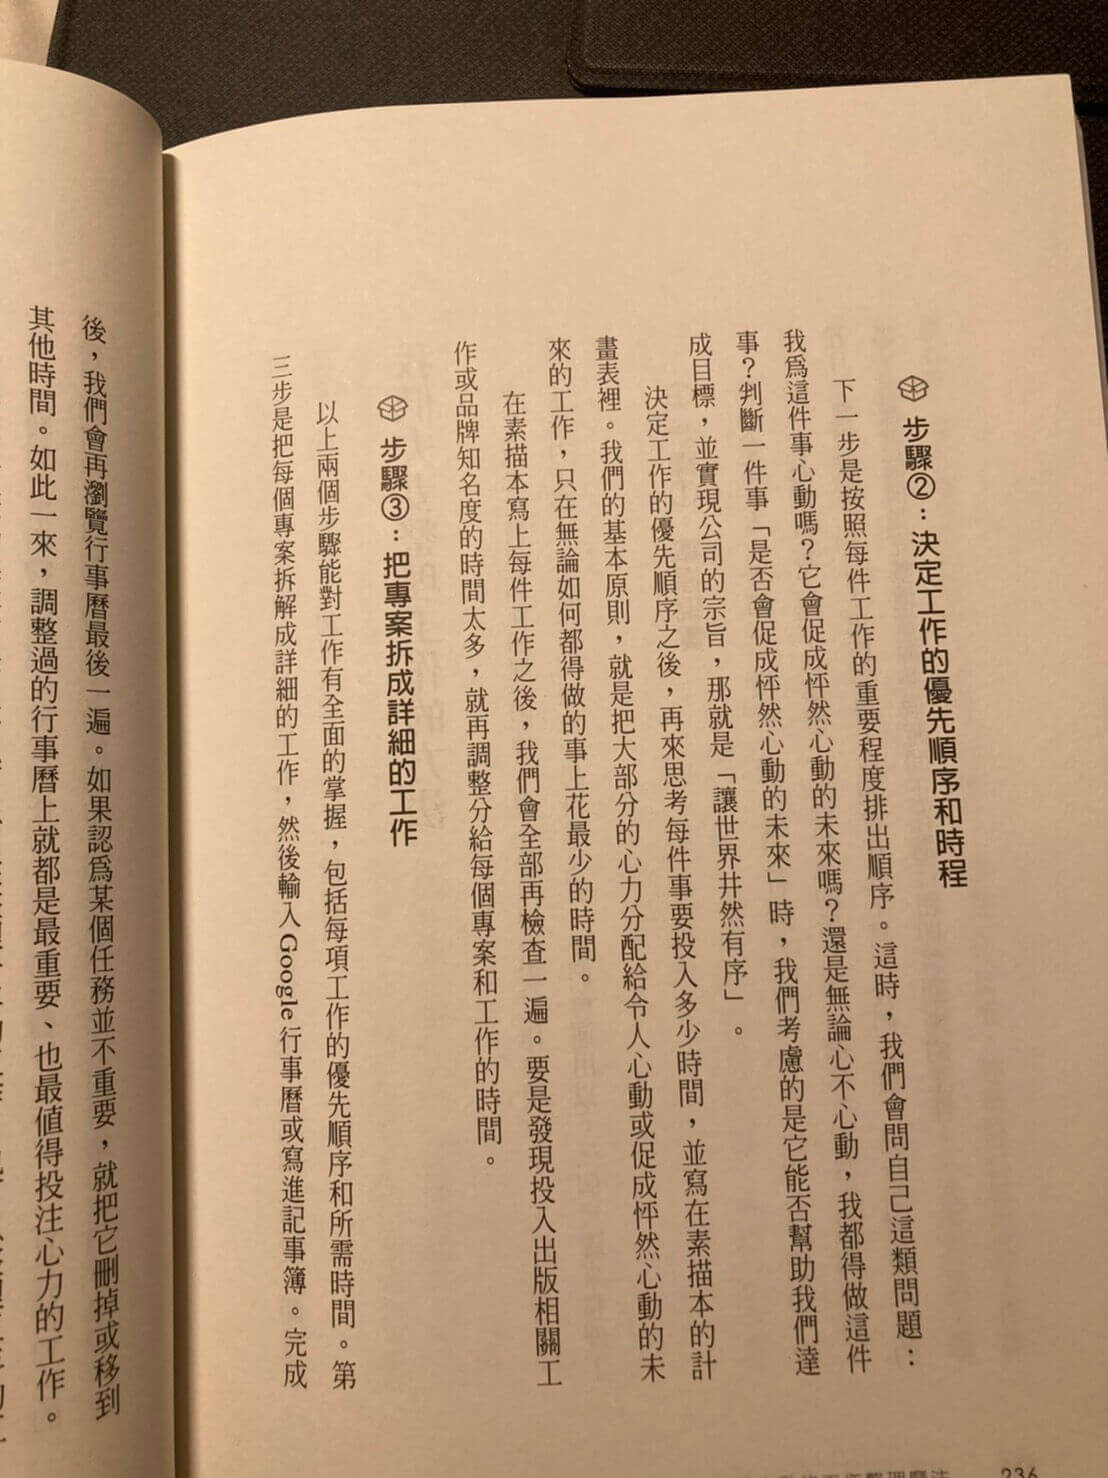 步驟②：決定工作的優先順序和時程
下一步是按照每件工作的重要程度排出順序。這時，我們會問自己這類問題：
我爲這件事心動嗎？它會促成怦然心動的未來嗎？還是無論心不心動，我都得做這件
事？判斷一件事「是否會促成怦然心動的未來」時，我們考慮的是它能否幫助我們達
成目標，並實現公司的宗旨，那就是「讓世界井然有序」。
決定工作的優先順序之後，再來思考每件事要投入多少時間，並寫在素描本的計
畫表裡。我們的基本原則，就是把大部分的心力分配給令人心動或促成怦然心動的未
來的工作，只在無論如何都得做的事上花最少的時間。
在素描本寫上每件工作之後，我們會全部再檢查一遍。要是發現投入出版相關工
作或品牌知名度的時間太多，就再調整分給每個專案和工作的時間。
步驟③：把專案拆成詳細的工作
以上兩個步驟能對工作有全面的掌握，包括每項工作的優先順序和所需時間。第
三步是把每個專案拆解成詳細的工作，然後輸入Google行事曆或寫進記事簿。完成
後，我們會再瀏覽行事曆最後一遍。如果認爲某個任務並不重要，就把它刪掉或移到
其他時間。如此一來，調整過的行事曆上就都是最重要、也最值得投注心力的工作。
236